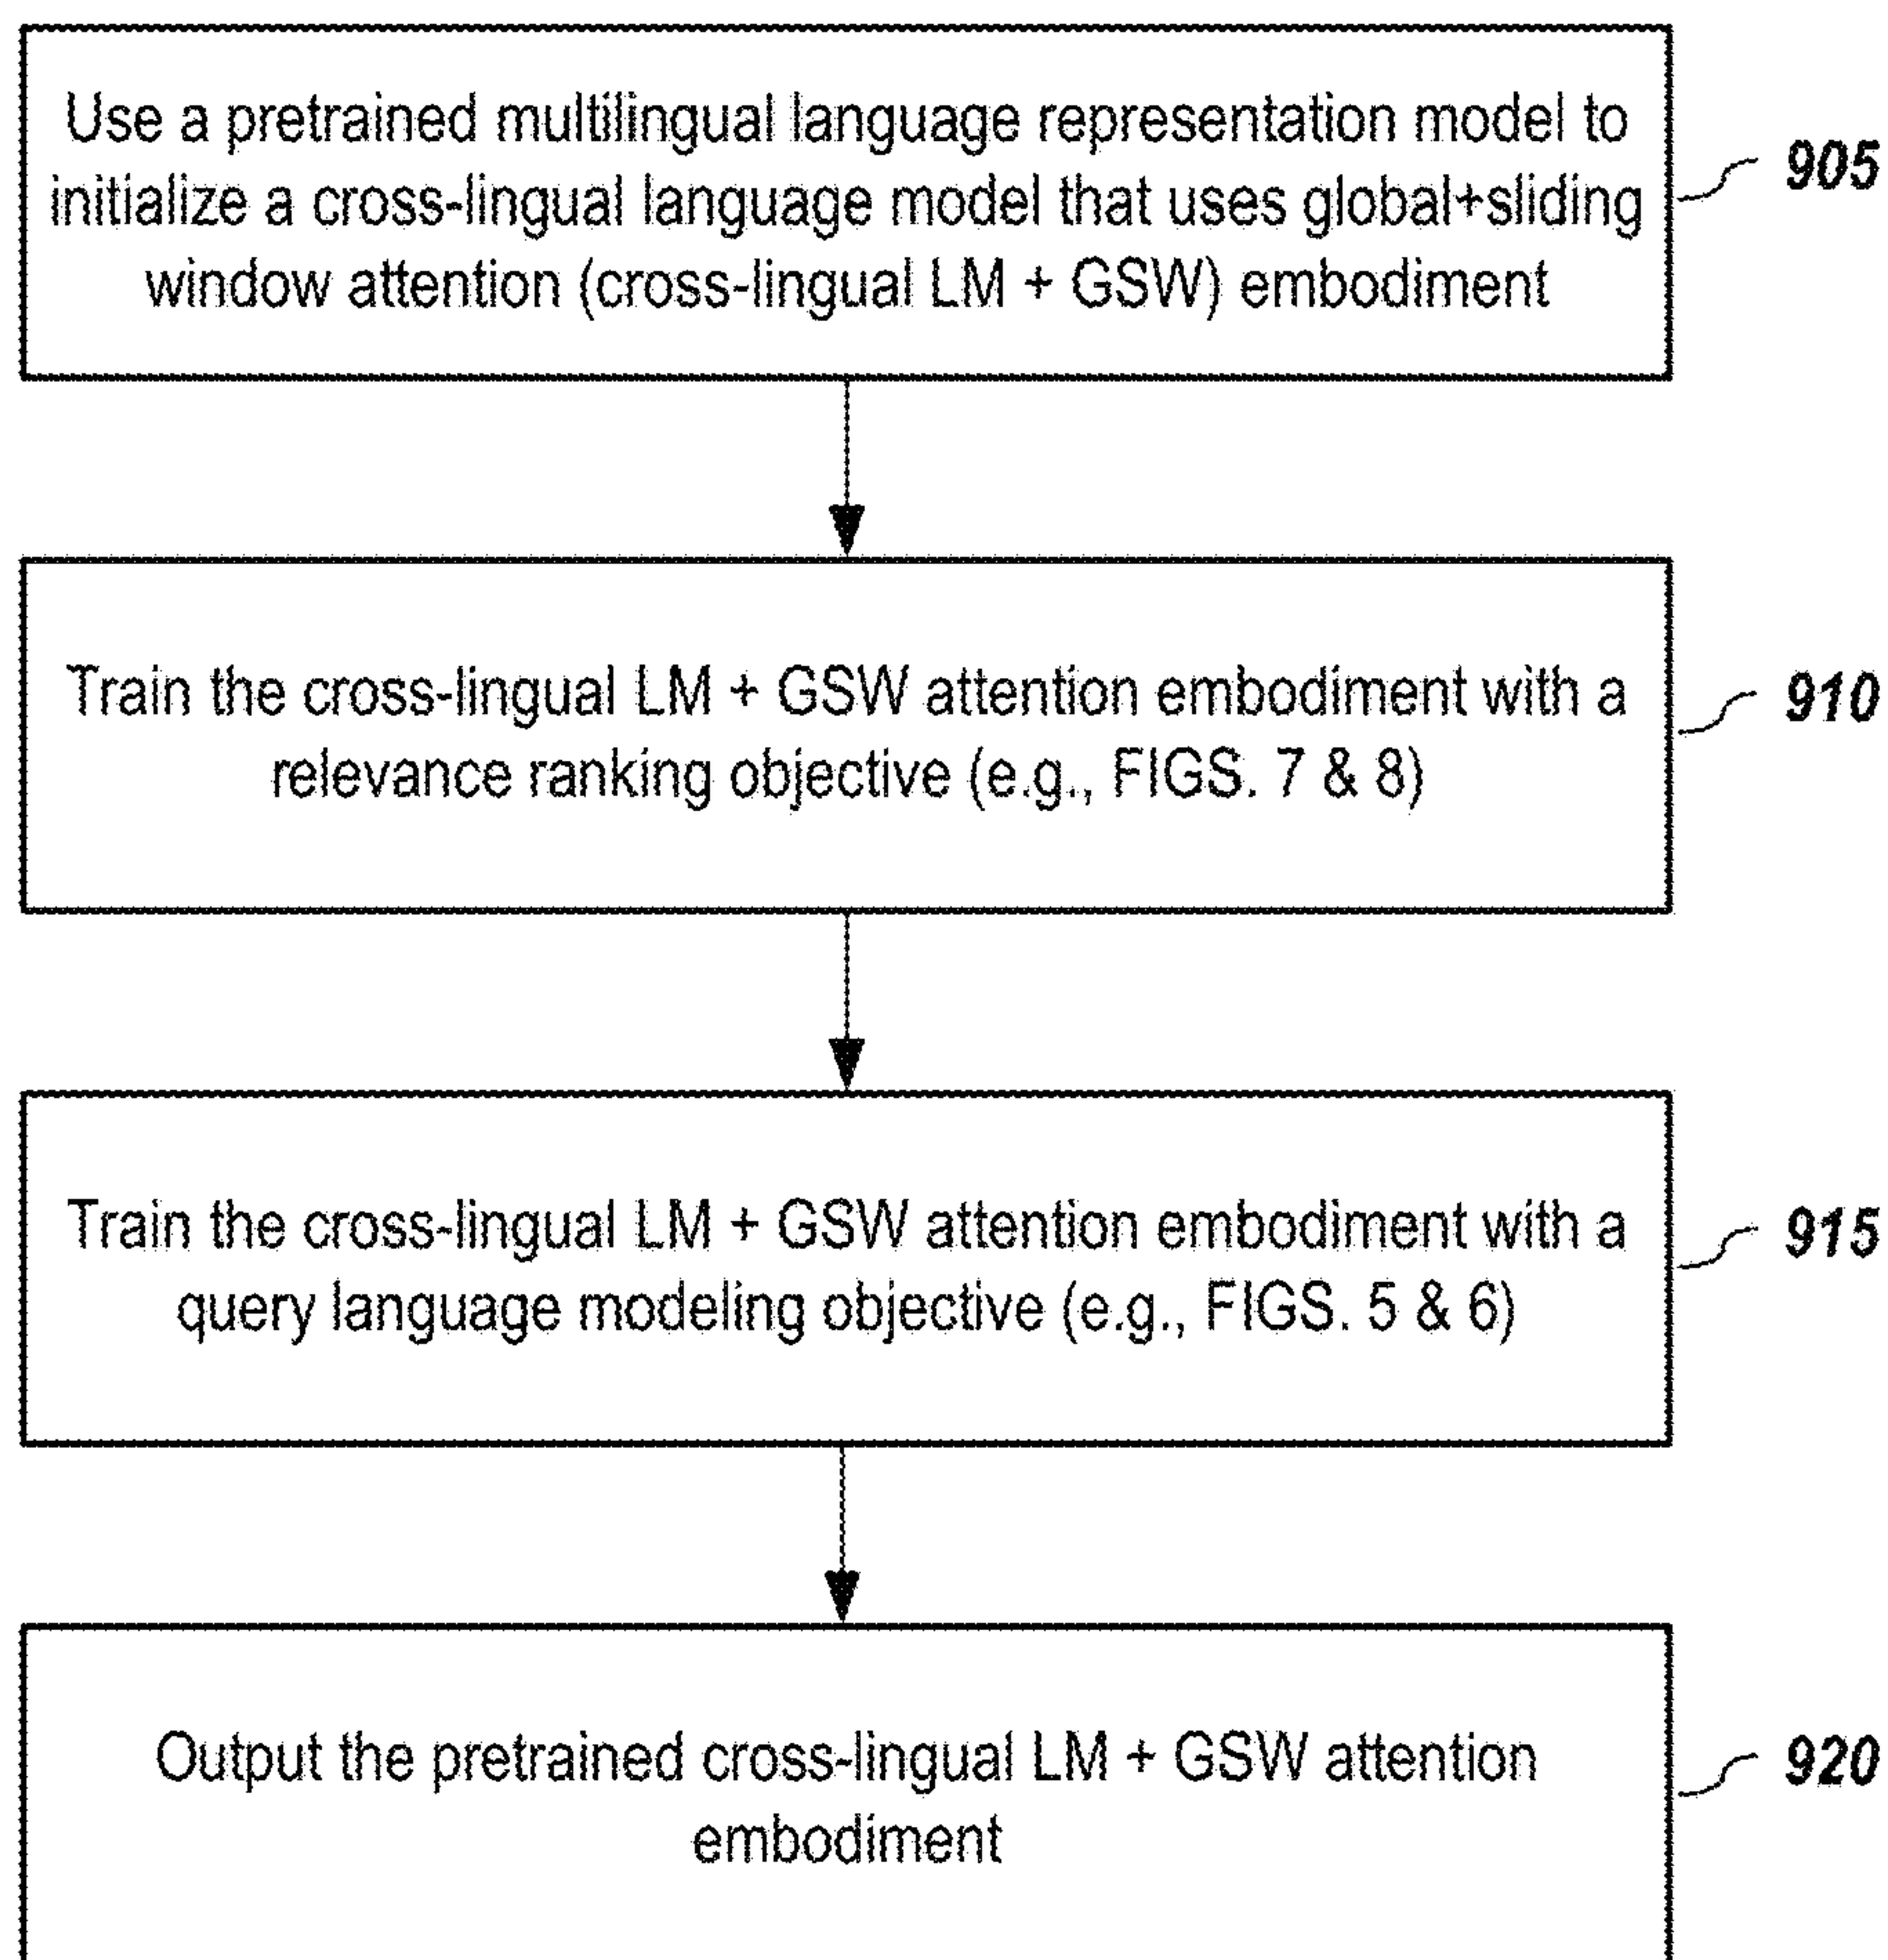 Use a pretrained multilingual language representation model to
initialize a cross-lingual language model that uses global+sliding
window attention (cross-lingual LM + GSW) embodiment
905
Train the cross-lingual LM + GSW attention embodiment with a
relevance ranking objective (e.g., FIGS. 7 & 8)
910
Train the cross-lingual LM + GSW attention embodiment with a
query language modeling objective (e.g., FIGS. 5 & 6)
915
Output the pretrained cross-lingual LM + GSW attention
embodiment
920